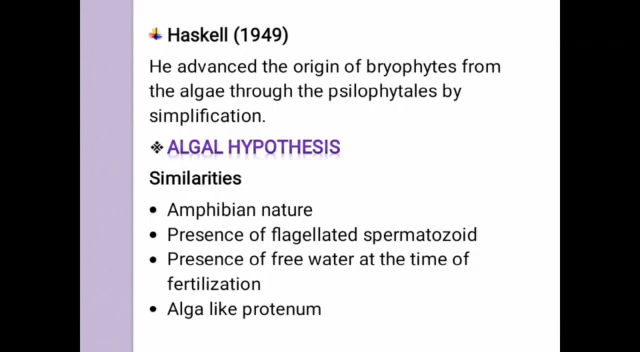 Haskell (1949)
He advanced the origin of bryophytes from
the algae through the psilophytales by
simplification.
ALGAL HYPOTHESIS
Similarities
• Amphibian nature
• Presence of flagellated spermatozoid
• Presence of free water at the time of
fertilization
• Alga like protenum